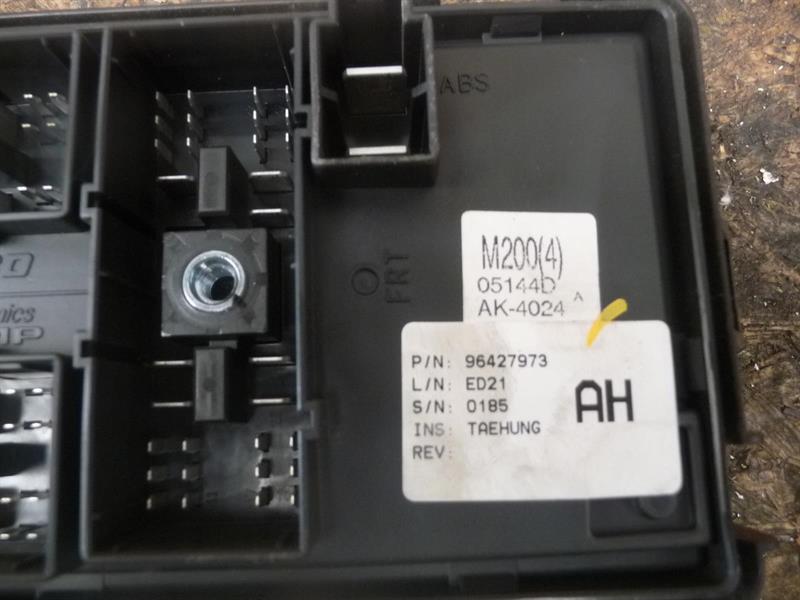 ABS
FRT
M200(4)
05144D
AK-4024 A
P/N: 96427973
L/N: ED21
S/N: 0185
INS: TAEHUNG
REV:
AH